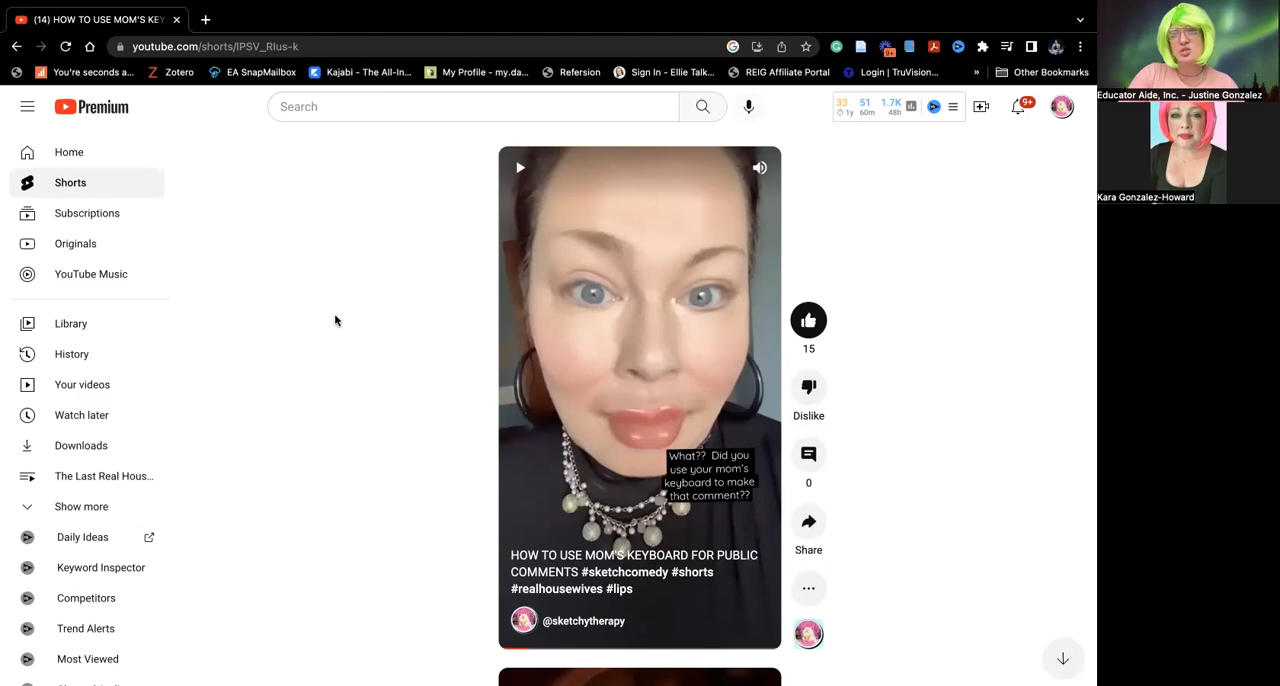 (14) HOW TO USE MOM'S KEY
youtube.com/shorts/IPSV_RIus-k
9+
You're seconds a...
Zotero
EA SnapMailbox
Kajabi - The All-In...
My Profile - my.da...
Refersion
Sign In - Ellie Talk...
REIG Affiliate Portal
Login | TruVision...
»
Other Bookmarks
Premium
Search
33
1y
51
60m
1.7K
48h
9+
Home
Shorts
Subscriptions
Originals
YouTube Music
Library
History
Your videos
Watch later
Downloads
The Last Real Hous...
Show more
Daily Ideas
Keyword Inspector
Competitors
Trend Alerts
Most Viewed
What?? Did you
use your mom's
keyboard to make
that comment??
HOW TO USE MOM'S KEYBOARD FOR PUBLIC
COMMENTS #sketchcomedy #shorts
#realhousewives #lips
@sketchytherapy
15
Dislike
0
Share
Educator Aide, Inc. - Justine Gonzalez
Kara Gonzalez-Howard